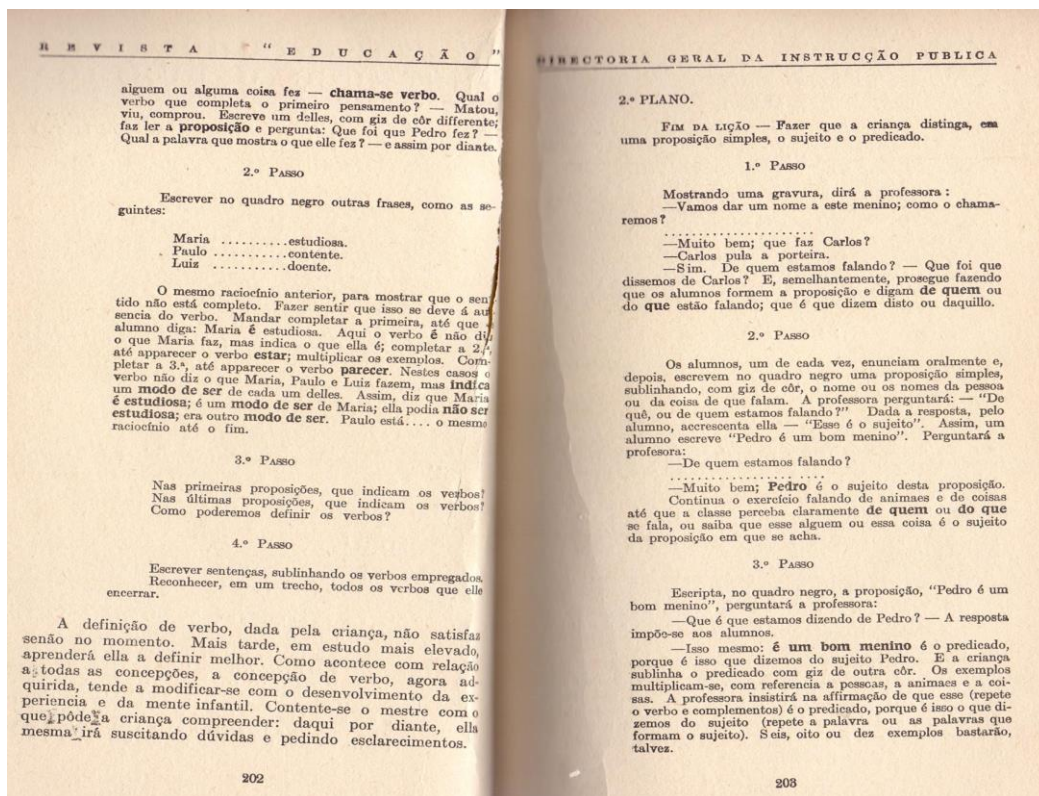 REVISTA "EDUCAÇÃO"
alguem ou alguma coisa fez — chama-se verbo. Qual o
verbo que completa o primeiro pensamento? — Matou,
viu, comprou. Escreve um delles, com giz de côr differente;
faz ler a proposição e pergunta: Que foi que Pedro fez? —
Qual a palavra que mostra o que elle fez? — e assim por diante.
2.º PASSO
Escrever no quadro negro outras frases, como as se-
guintes:
Maria ..........estudiosa.
Paulo ..........contente.
Luiz ..........doente.
O mesmo raciocínio anterior, para mostrar que o sen
tido não está completo. Fazer sentir que isso se deve á au
sencia do verbo. Mandar completar a primeira, até que
alumno diga: Maria é estudiosa. Aqui o verbo é não diz
o que Maria faz, mas indica o que ella é; completar a 2.ª,
até apparecer o verbo estar; multiplicar os exemplos. Com-
pletar a 3.ª, até apparecer o verbo parecer. Nestes casos o
verbo não diz o que Maria, Paulo e Luiz fazem, mas indica
um modo de ser de cada um delles. Assim, diz que Maria
é estudiosa; é um modo de ser de Maria; ella podia não ser
estudiosa; era outro modo de ser. Paulo está.... o mesmo
raciocínio até o fim.
3.º PASSO
Nas primeiras proposições, que indicam os verbos?
Nas últimas proposições, que indicam os verbos?
Como poderemos definir os verbos?
4.º PASSO
Escrever sentenças, sublinhando os verbos empregados.
Reconhecer, em um trecho, todos os verbos que elle
encerrar.
A definição de verbo, dada pela criança, não satisfaz
senão no momento. Mais tarde, em estudo mais elevado,
aprenderá ella a definir melhor. Como acontece com relação
a todas as concepções, a concepção de verbo, agora ad-
quirida, tende a modificar-se com o desenvolvimento da ex-
periencia e da mente infantil. Contente-se o mestre com o
que póde a criança compreender: daqui por diante, ella
mesma irá suscitando dúvidas e pedindo esclarecimentos.
202
DIRECTORIA GERAL DA INSTRUCÇÃO PUBLICA
2.º PLANO.
FIM DA LIÇÃO — Fazer que a criança distinga, em
uma proposição simples, o sujeito e o predicado.
1.º PASSO
Mostrando uma gravura, dirá a professora:
—Vamos dar um nome a este menino; como o chama-
remos?
......................
—Muito bem; que faz Carlos?
—Carlos pula a porteira.
—Sim. De quem estamos falando? — Que foi que
dissemos de Carlos? E, semelhantemente, prosegue fazendo
que os alumnos formem a proposição e digam de quem ou
do que estão falando; que é que dizem disto ou daquillo.
2.º PASSO
Os alumnos, um de cada vez, enunciam oralmente e,
depois, escrevem no quadro negro uma proposição simples,
sublinhando, com giz de côr, o nome ou os nomes da pessoa
ou da coisa de que falam. A professora perguntará: — "De
quê, ou de quem estamos falando?" Dada a resposta, pelo
alumno, accrescenta ella — "Esse é o sujeito". Assim, um
alumno escreve "Pedro é um bom menino". Perguntará a
profesora:
—De quem estamos falando?
......................
—Muito bem; Pedro é o sujeito desta proposição.
Continua o exercício falando de animaes e de coisas
até que a classe perceba claramente de quem ou do que
se fala, ou saiba que esse alguem ou essa coisa é o sujeito
da proposição em que se acha.
3.º PASSO
Escripta, no quadro negro, a proposição, "Pedro é um
bom menino", perguntará a professora:
—Que é que estamos dizendo de Pedro? — A resposta
impõe-se aos alumnos.
—Isso mesmo: é um bom menino é o predicado,
porque é isso que dizemos do sujeito Pedro. E a criança
sublinha o predicado com giz de outra côr. Os exemplos
multiplicam-se, com referencia a pessoas, a animaes e a coi-
sas. A professora insistirá na affirmação de que esse (repete
o verbo e complementos) é o predicado, porque é isso o que di-
zemos do sujeito (repete a palavra ou as palavras que
formam o sujeito). Seis, oito ou dez exemplos bastarão,
talvez.
203